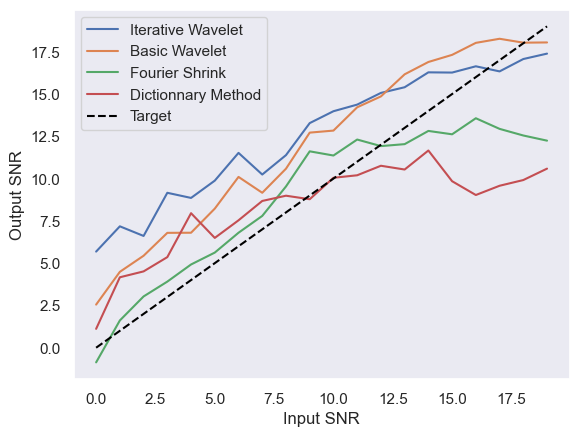 Iterative Wavelet
Basic Wavelet
Fourier Shrink
Dictionnary Method
Target
Output SNR
17.5
15.0
12.5
10.0
7.5
5.0
2.5
0.0
0.0 2.5 5.0 7.5 10.0 12.5 15.0 17.5
Input SNR